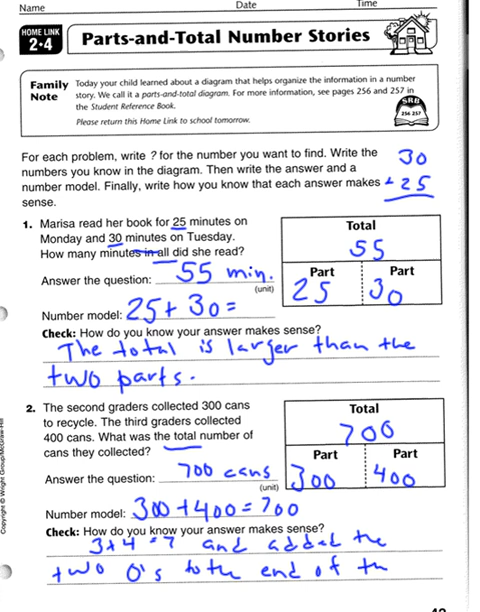 Name Date Time
HOME LINK
2•4
Parts-and-Total Number Stories
Family Note
Today your child learned about a diagram that helps organize the information in a number
story. We call it a parts-and-total diagram. For more information, see pages 256 and 257 in
the Student Reference Book.
Please return this Home Link to school tomorrow.
SRB
256 257
For each problem, write ? for the number you want to find. Write the
numbers you know in the diagram. Then write the answer and a
number model. Finally, write how you know that each answer makes
sense.
30
+ 25
1. Marisa read her book for 25 minutes on
Monday and 30 minutes on Tuesday.
How many minutes in all did she read?
Total
55
Part Part
25 30
Answer the question: 55 min.
(unit)
Number model: 25 + 30 =
Check: How do you know your answer makes sense?
The total is larger than the
two parts.
2. The second graders collected 300 cans
to recycle. The third graders collected
400 cans. What was the total number of
cans they collected?
Total
700
Part Part
300 400
Answer the question: 700 cans
(unit)
Number model: 300 + 400 = 700
Check: How do you know your answer makes sense?
3 + 4 = 7 and added the
two 0's to the end of th
Copyright © Wright Group/McGraw-Hill